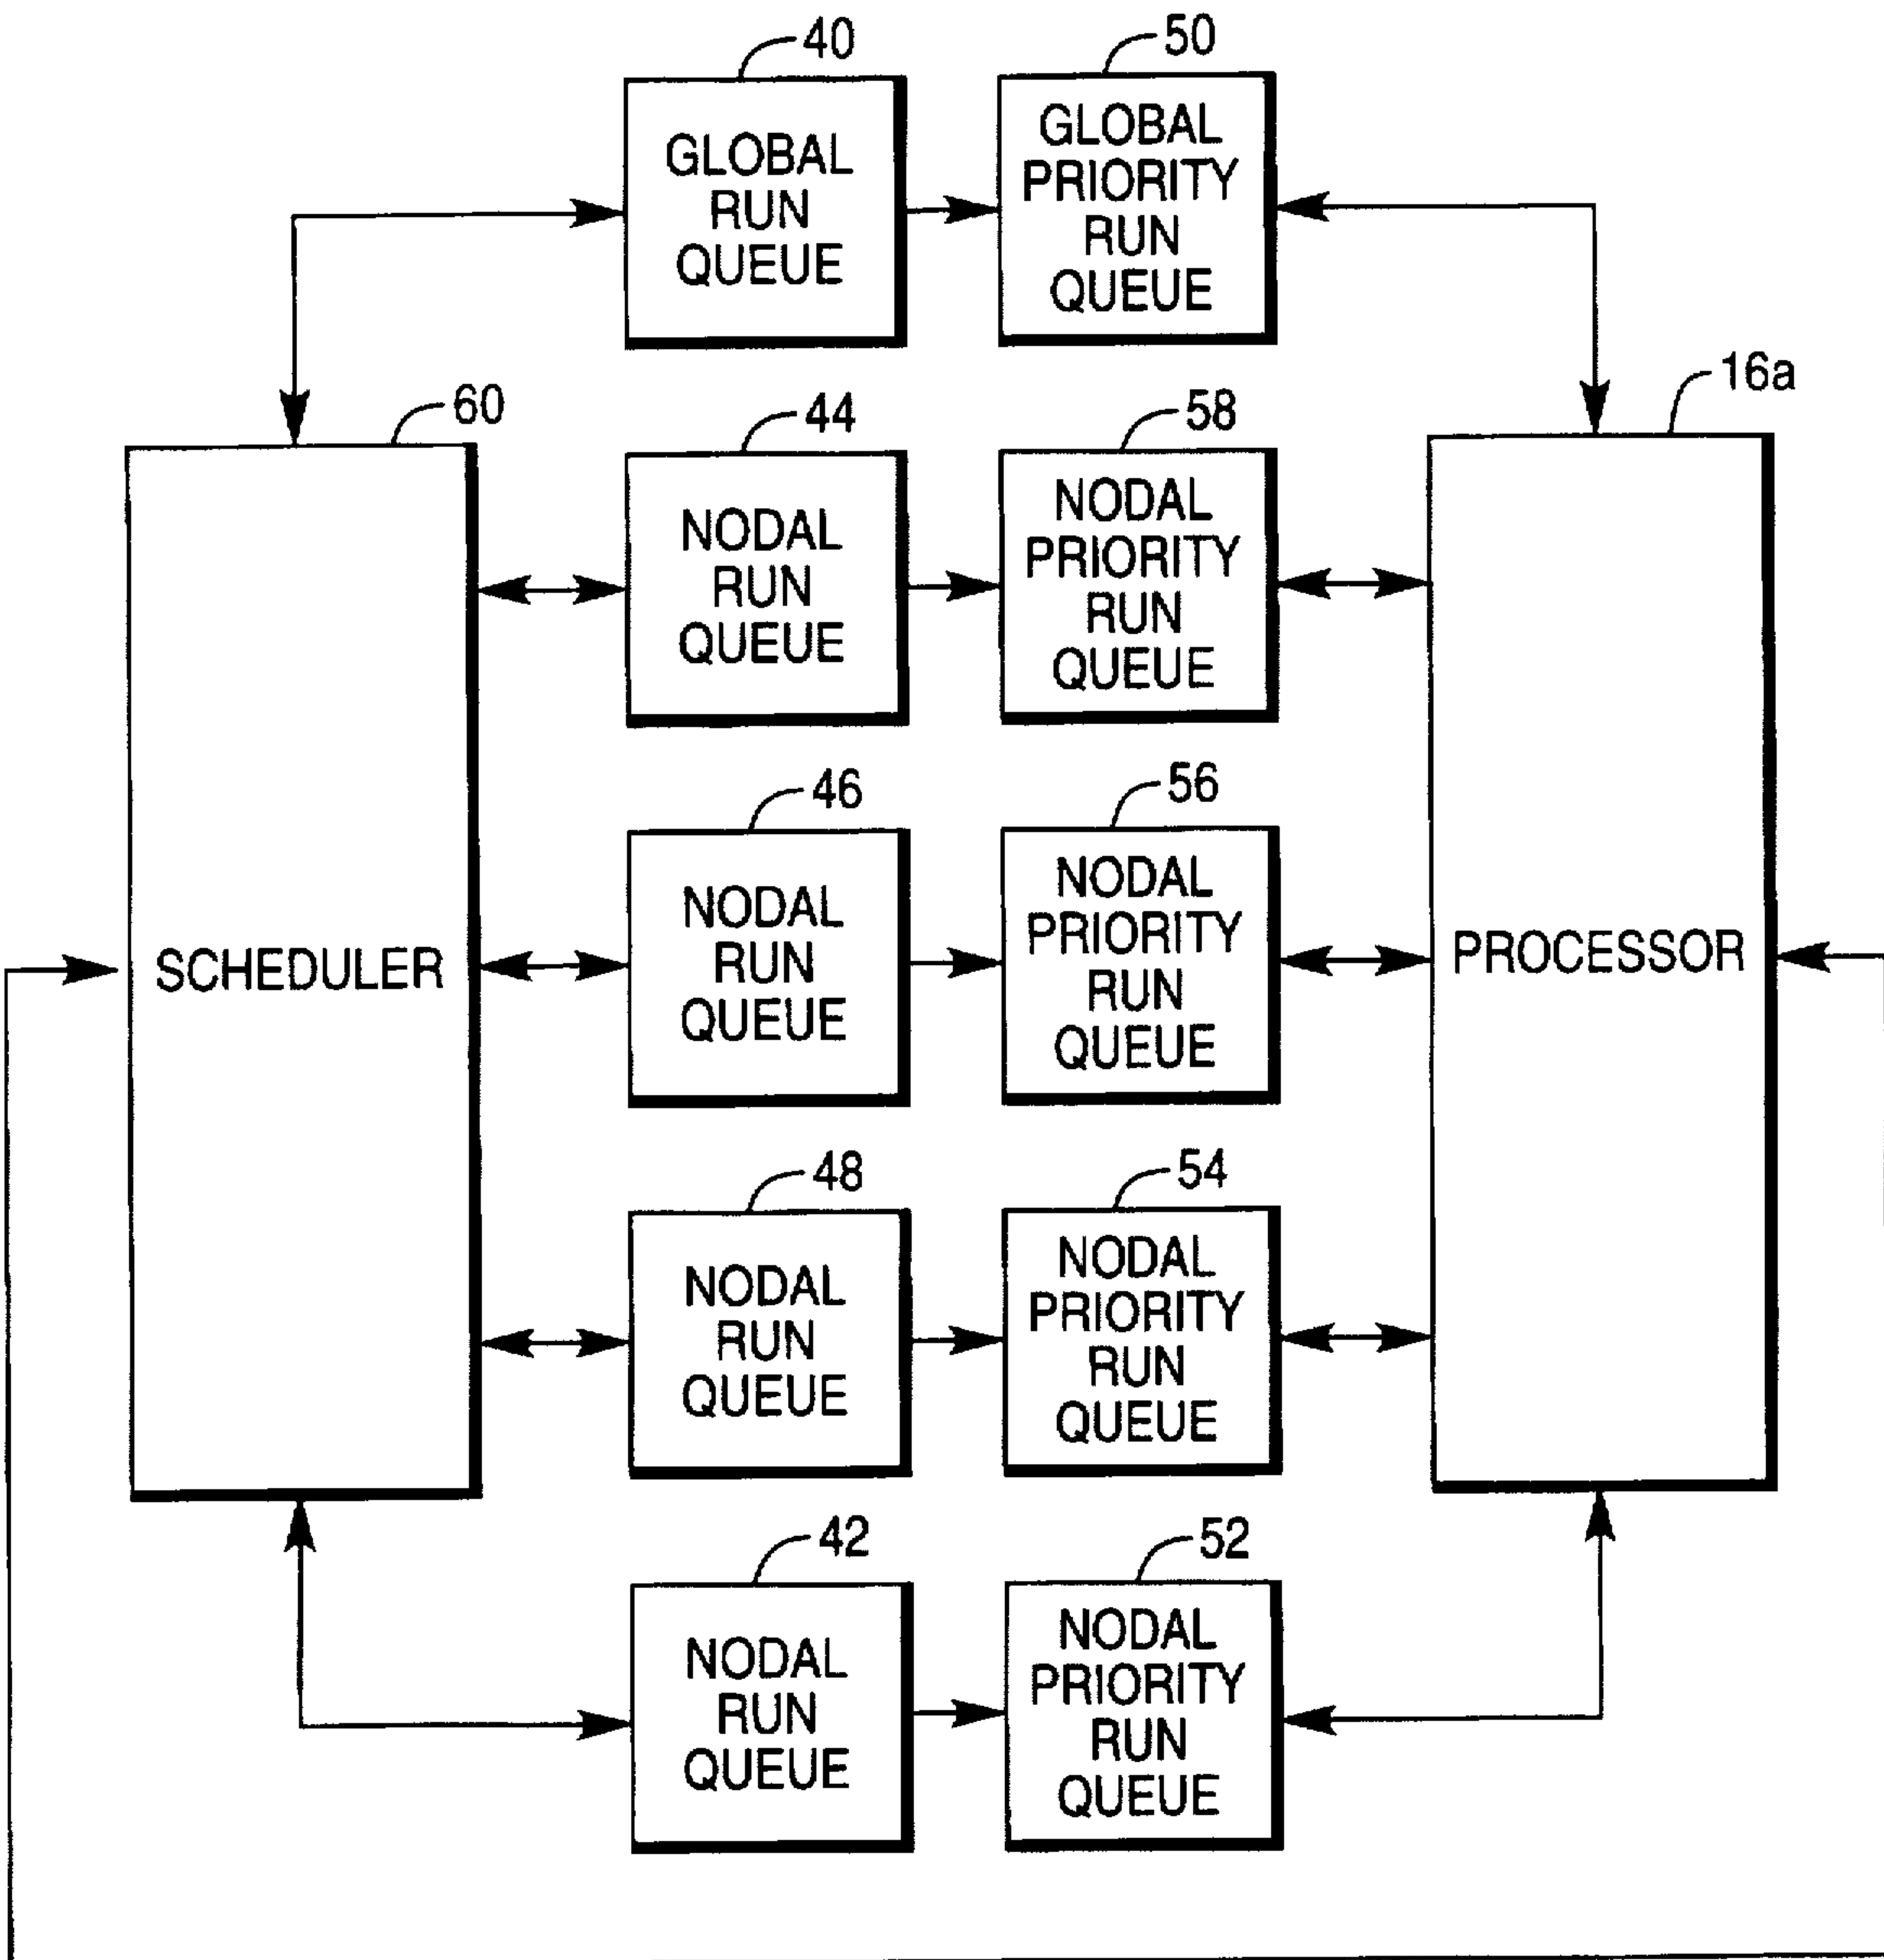 40
50
GLOBAL
RUN
QUEUE
GLOBAL
PRIORITY
RUN
QUEUE
60
44
58
16a
NODAL
RUN
QUEUE
NODAL
PRIORITY
RUN
QUEUE
46
56
SCHEDULER
NODAL
RUN
QUEUE
NODAL
PRIORITY
RUN
QUEUE
PROCESSOR
48
54
NODAL
RUN
QUEUE
NODAL
PRIORITY
RUN
QUEUE
42
52
NODAL
RUN
QUEUE
NODAL
PRIORITY
RUN
QUEUE